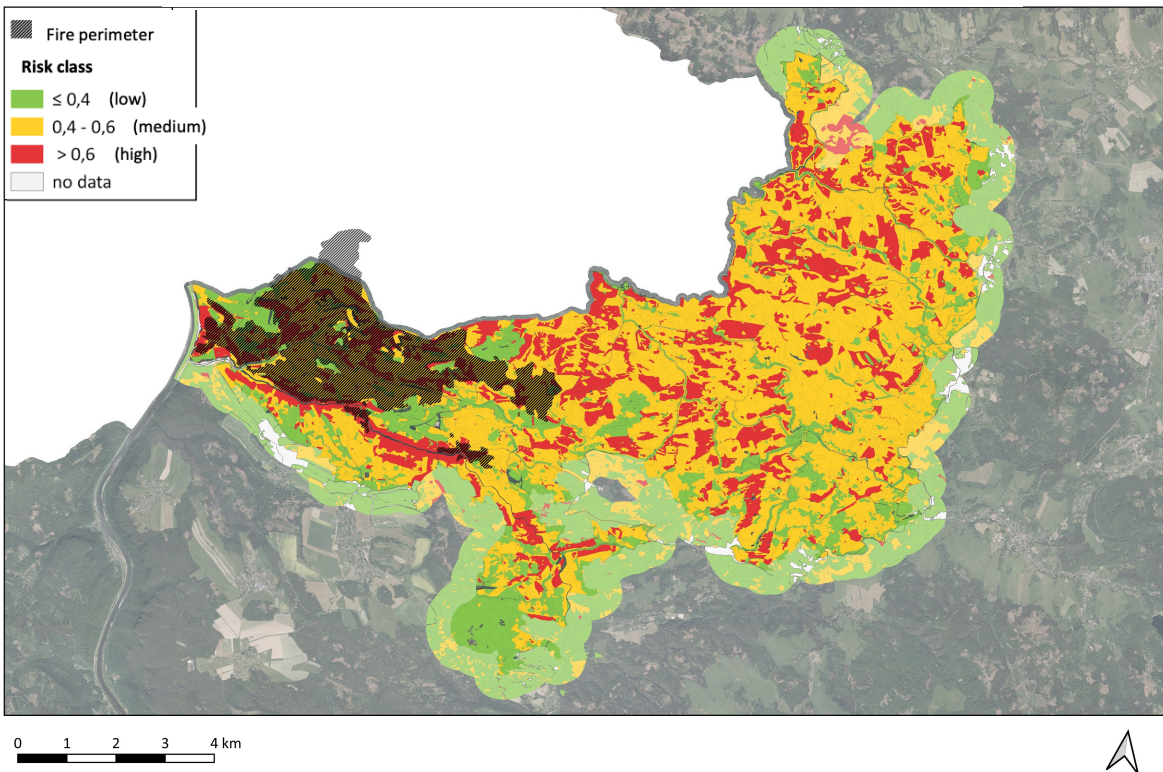 Fire perimeter
Risk class
≤ 0,4 (low)
0,4 - 0,6 (medium)
> 0,6 (high)
no data
0 1 2 3 4 km